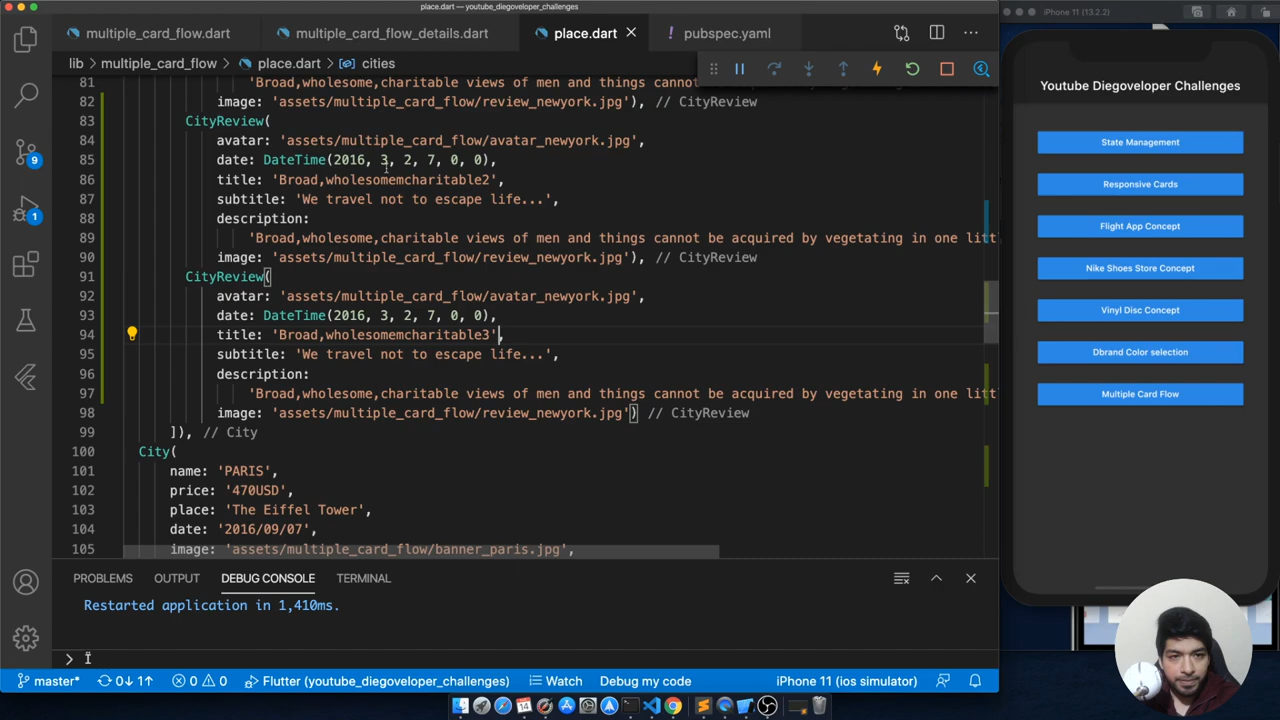 place.dart — youtube_diegoveloper_challenges
iPhone 11 (13.2.2)
multiple_card_flow.dart
multiple_card_flow_details.dart
place.dart
! pubspec.yaml
lib > multiple_card_flow > place.dart > cities
81 'Broad,wholesome,charitable views of men and things cannot
82 image: 'assets/multiple_card_flow/review_newyork.jpg'), // CityReview
83 CityReview(
84 avatar: 'assets/multiple_card_flow/avatar_newyork.jpg',
85 date: DateTime(2016, 3, 2, 7, 0, 0),
86 title: 'Broad,wholesomemcharitable2',
87 subtitle: 'We travel not to escape life...',
88 description:
89 'Broad,wholesome,charitable views of men and things cannot be acquired by vegetating in one litt
90 image: 'assets/multiple_card_flow/review_newyork.jpg'), // CityReview
91 CityReview(
92 avatar: 'assets/multiple_card_flow/avatar_newyork.jpg',
93 date: DateTime(2016, 3, 2, 7, 0, 0),
94 title: 'Broad,wholesomemcharitable3',
95 subtitle: 'We travel not to escape life...',
96 description:
97 'Broad,wholesome,charitable views of men and things cannot be acquired by vegetating in one litt
98 image: 'assets/multiple_card_flow/review_newyork.jpg') // CityReview
99 ]), // City
100 City(
101 name: 'PARIS',
102 price: '470USD',
103 place: 'The Eiffel Tower',
104 date: '2016/09/07',
105 image: 'assets/multiple_card_flow/banner_paris.jpg',
9
1
PROBLEMS OUTPUT DEBUG CONSOLE TERMINAL
Restarted application in 1,410ms.
>
master* 0↓ 1↑ 0 0 Flutter (youtube_diegoveloper_challenges) Watch Debug my code iPhone 11 (ios simulator)
14
Youtube Diegoveloper Challenges
State Management
Responsive Cards
Flight App Concept
Nike Shoes Store Concept
Vinyl Disc Concept
Dbrand Color selection
Multiple Card Flow